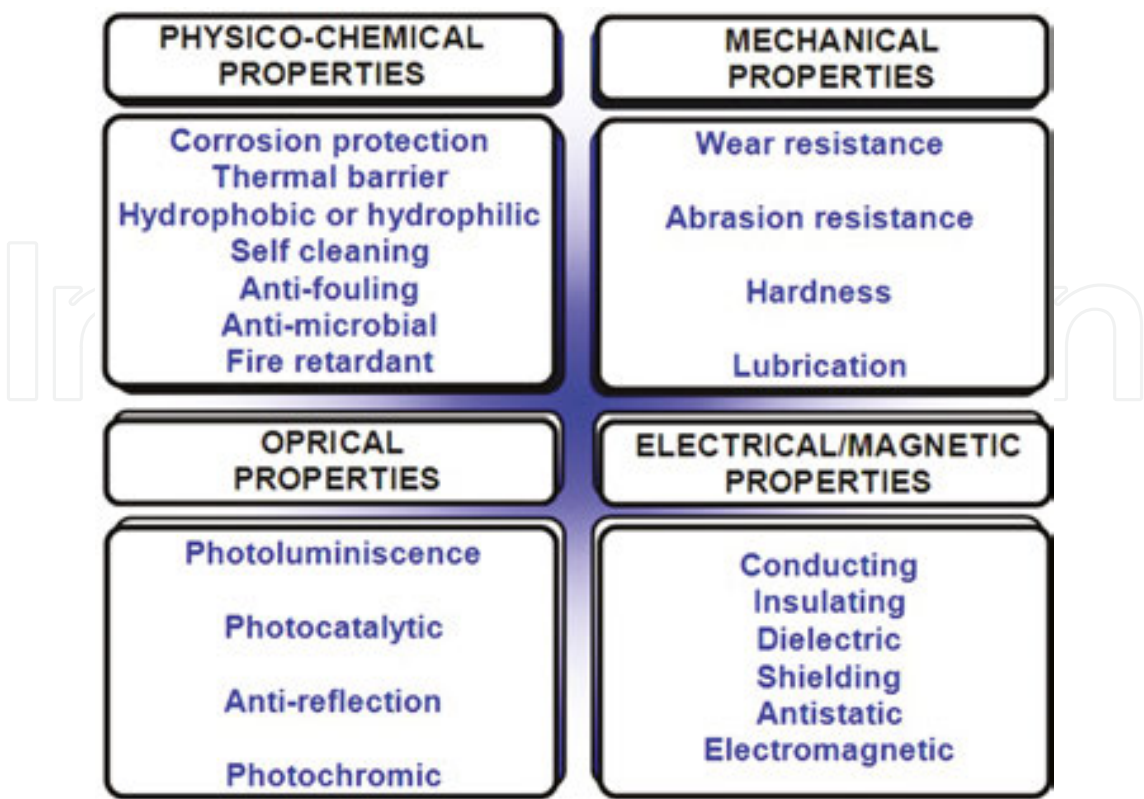 PHYSICO-CHEMICAL
PROPERTIES
Corrosion protection
Thermal barrier
Hydrophobic or hydrophilic
Self cleaning
Anti-fouling
Anti-microbial
Fire retardant
MECHANICAL
PROPERTIES
Wear resistance
Abrasion resistance
Hardness
Lubrication
OPRICAL
PROPERTIES
Photoluminiscence
Photocatalytic
Anti-reflection
Photochromic
ELECTRICAL/MAGNETIC
PROPERTIES
Conducting
Insulating
Dielectric
Shielding
Antistatic
Electromagnetic